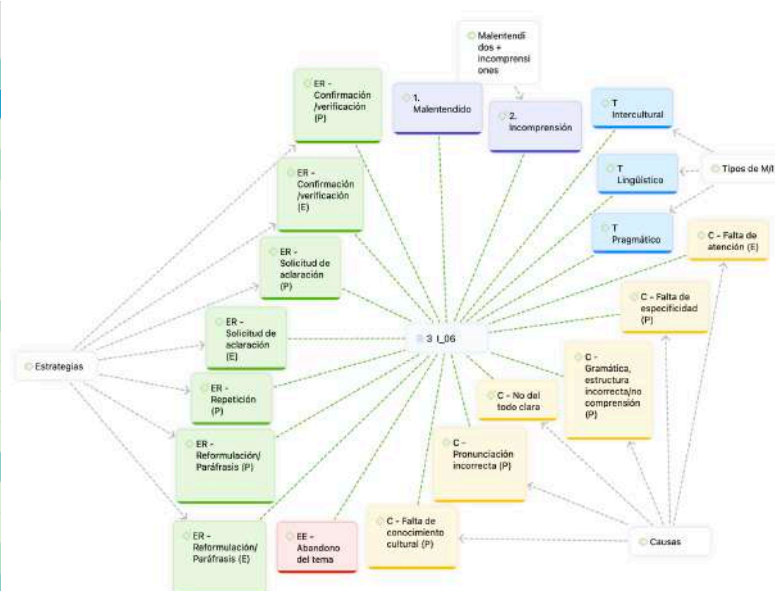 Malentendi
dos +
incomprensi
ones
ER -
Confirmación
/verificación
(P)
1.
Malentendido
2.
Incomprensión
T
Intercultural
ER -
Confirmación
/verificación
(E)
T
Lingüístico
Tipos de M/I
T
Pragmático
C - Falta de
atención (E)
ER -
Solicitud de
aclaración
(P)
C - Falta de
especificidad
(P)
ER -
Solicitud de
aclaración
(E)
3 I_06
C -
Gramática,
estructura
incorrecta/no
comprensión
(P)
Estrategias
ER -
Repetición
(P)
C - No del
todo clara
ER -
Reformulación/
Paráfrasis (P)
C -
Pronunciación
incorrecta (P)
ER -
Reformulación/
Paráfrasis (E)
EE -
Abandono
del tema
C - Falta de
conocimiento
cultural (P)
Causas